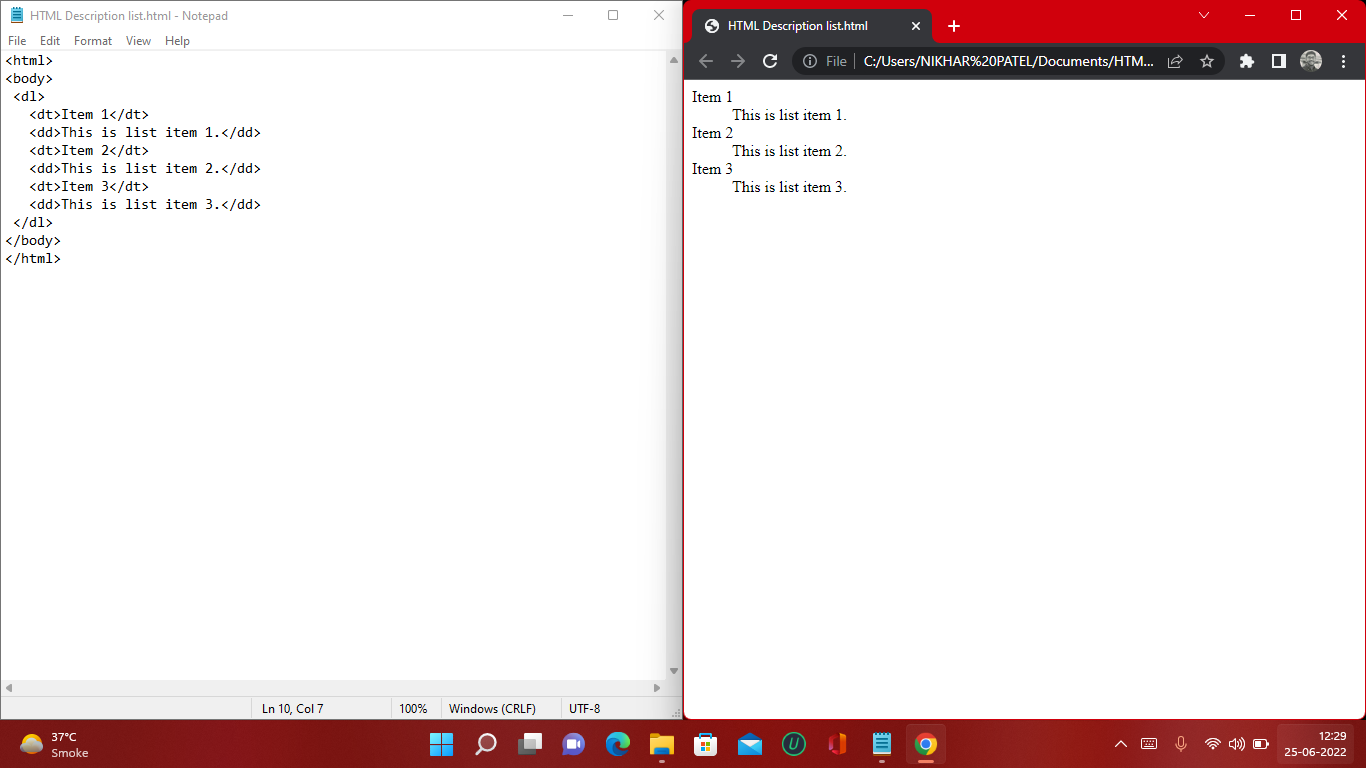 HTML Description list.html - Notepad
File Edit Format View Help
<html>
<body>
 <dl>
   <dt>Item 1</dt>
   <dd>This is list item 1.</dd>
   <dt>Item 2</dt>
   <dd>This is list item 2.</dd>
   <dt>Item 3</dt>
   <dd>This is list item 3.</dd>
 </dl>
</body>
</html>
Ln 10, Col 7 100% Windows (CRLF) UTF-8
HTML Description list.html
File C:/Users/NIKHAR%20PATEL/Documents/HTM...
Item 1
This is list item 1.
Item 2
This is list item 2.
Item 3
This is list item 3.
37°C
Smoke
12:29
25-06-2022